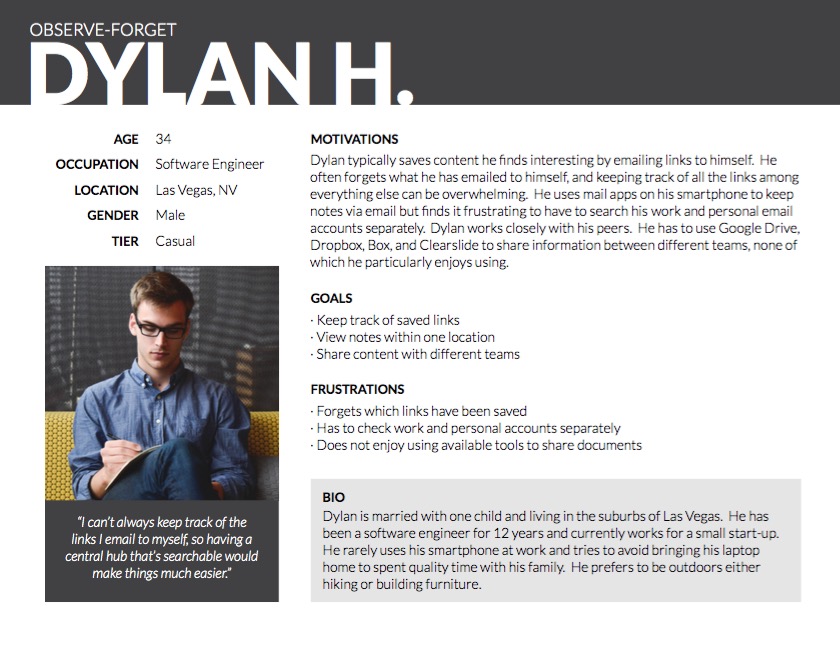 OBSERVE-FORGET
DYLAN H.
AGE 34
OCCUPATION Software Engineer
LOCATION Las Vegas, NV
GENDER Male
TIER Casual
“I can’t always keep track of the
links I email to myself, so having a
central hub that’s searchable would
make things much easier.”
MOTIVATIONS
Dylan typically saves content he finds interesting by emailing links to himself. He
often forgets what he has emailed to himself, and keeping track of all the links among
everything else can be overwhelming. He uses mail apps on his smartphone to keep
notes via email but finds it frustrating to have to search his work and personal email
accounts separately. Dylan works closely with his peers. He has to use Google Drive,
Dropbox, Box, and Clearslide to share information between different teams, none of
which he particularly enjoys using.
GOALS
· Keep track of saved links
· View notes within one location
· Share content with different teams
FRUSTRATIONS
· Forgets which links have been saved
· Has to check work and personal accounts separately
· Does not enjoy using available tools to share documents
BIO
Dylan is married with one child and living in the suburbs of Las Vegas. He has
been a software engineer for 12 years and currently works for a small start-up.
He rarely uses his smartphone at work and tries to avoid bringing his laptop
home to spent quality time with his family. He prefers to be outdoors either
hiking or building furniture.